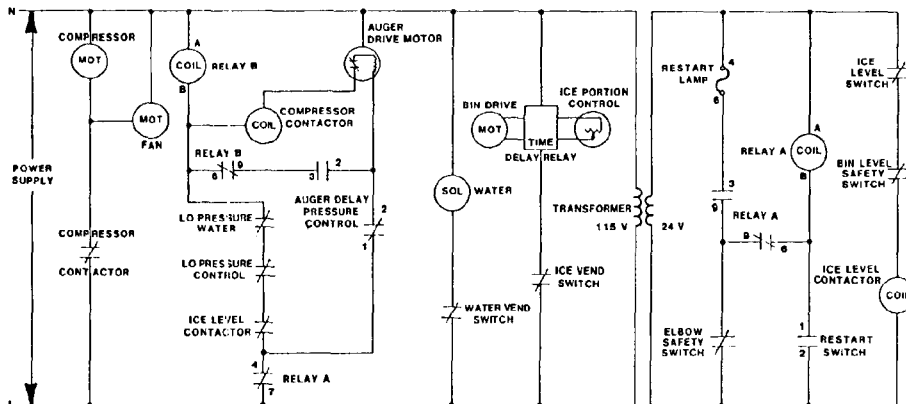 N
POWER
SUPPLY
COMPRESSOR
MOT
MOT
FAN
COMPRESSOR
CONTACTOR
A
COIL
RELAY B
B
AUGER
DRIVE MOTOR
COIL
COMPRESSOR
CONTACTOR
RELAY B
6
9
3
2
AUGER DELAY
PRESSURE
CONTROL
2
1
LO PRESSURE
WATER
LO PRESSURE
CONTROL
ICE LEVEL
CONTACTOR
4
7
RELAY A
SOL
WATER
WATER VEND
SWITCH
BIN DRIVE
MOT
ICE PORTION
CONTROL
TIME
DELAY RELAY
ICE VEND
SWITCH
TRANSFORMER
115 V
24 V
RESTART
LAMP
4
6
3
9
RELAY A
9
6
ELBOW
SAFETY
SWITCH
A
RELAY A
COIL
B
1
2
RESTART
SWITCH
ICE
LEVEL
SWITCH
BIN LEVEL
SAFETY
SWITCH
ICE LEVEL
CONTACTOR